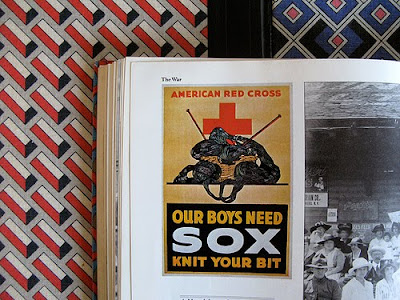 The War
AMERICAN RED CROSS
OUR BOYS NEED
SOX
KNIT YOUR BIT